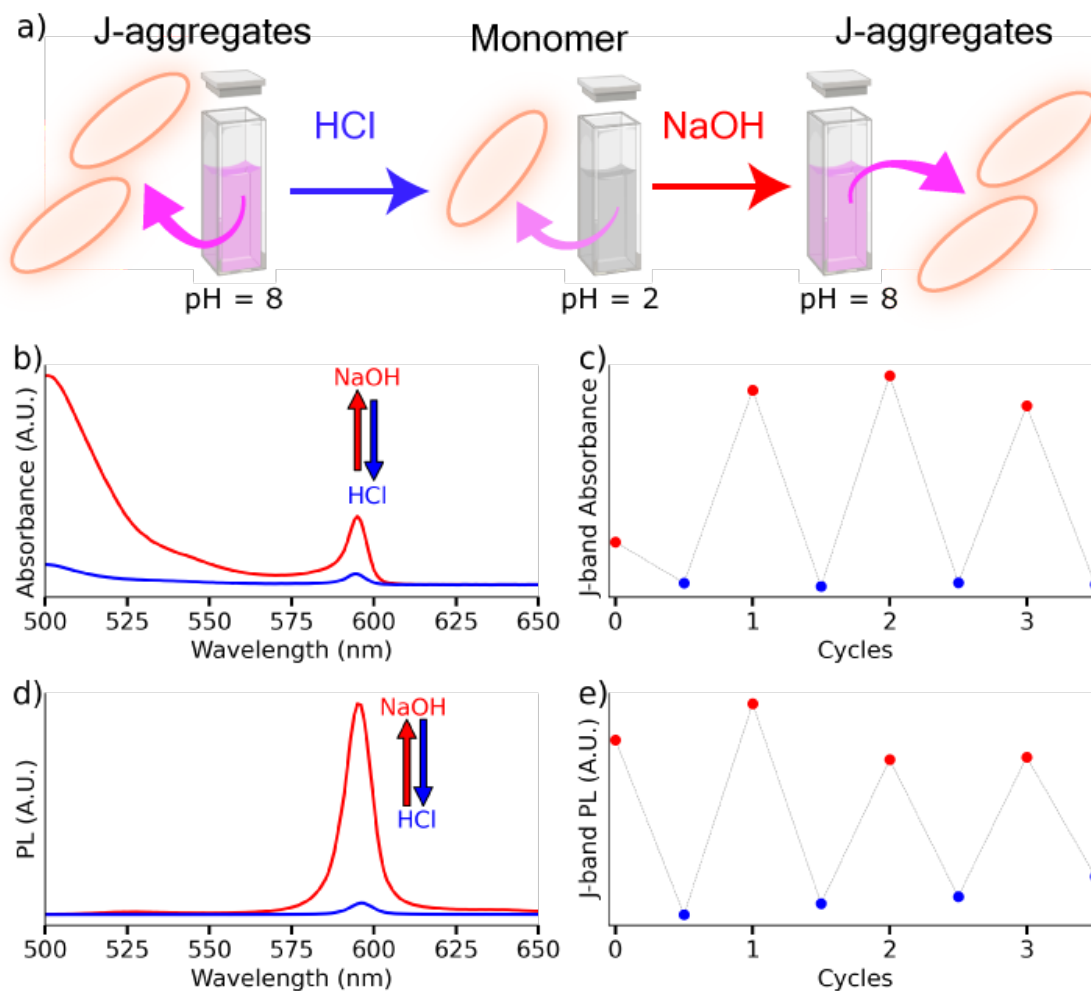 a)
J-aggregates
Monomer
J-aggregates
HCl
NaOH
pH = 8
pH = 2
pH = 8
b)
Absorbance (A.U.)
NaOH
HCl
500 525 550 575 600 625 650
Wavelength (nm)
c)
J-band Absorbance
0 1 2 3
Cycles
d)
PL (A.U.)
NaOH
HCl
500 525 550 575 600 625 650
Wavelength (nm)
e)
J-band PL (A.U.)
0 1 2 3
Cycles